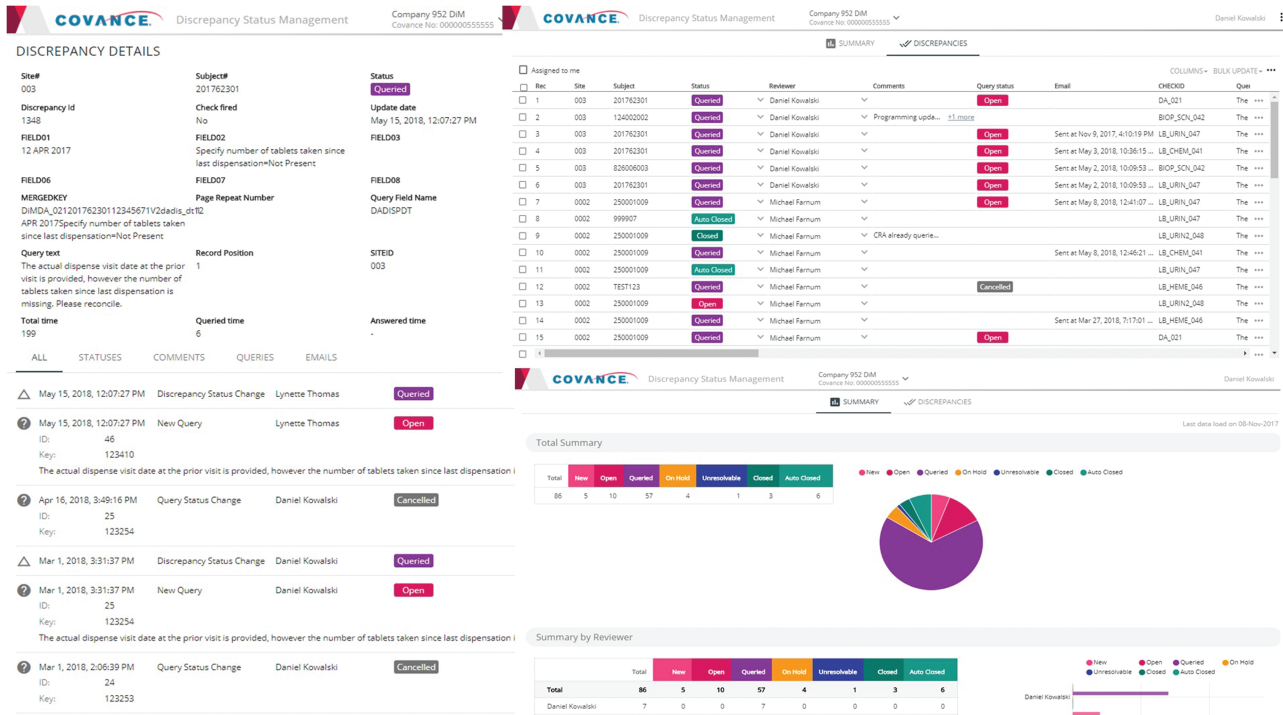 COVANCE. Discrepancy Status Management Company 952 DiM
Covance No: 000000555555
DISCREPANCY DETAILS
Site# Subject# Status
003 201762301 Queried
Discrepancy Id Check fired Update date
1348 No May 15, 2018, 12:07:27 PM
FIELD01 FIELD02 FIELD03
12 APR 2017 Specify number of tablets taken since
last dispensation=Not Present
FIELD06 FIELD07 FIELD08
MERGEDKEY Page Repeat Number Query Field Name
DiMDA_02120176230112345671V2dadis_dt12 DADISPDT
APR 2017Specify number of tablets taken
since last dispensation=Not Present
Query text Record Position SITEID
The actual dispense visit date at the prior 1 003
visit is provided, however the number of
tablets taken since last dispensation is
missing. Please reconcile.
Total time Queried time Answered time
199 6 -
ALL STATUSES COMMENTS QUERIES EMAILS
May 15, 2018, 12:07:27 PM Discrepancy Status Change Lynette Thomas Queried
May 15, 2018, 12:07:27 PM New Query Lynette Thomas Open
ID: 46
Key: 123410
The actual dispense visit date at the prior visit is provided, however the number of tablets taken since last dispensation i
Apr 16, 2018, 3:49:16 PM Query Status Change Daniel Kowalski Cancelled
ID: 25
Key: 123254
Mar 1, 2018, 3:31:37 PM Discrepancy Status Change Daniel Kowalski Queried
Mar 1, 2018, 3:31:37 PM New Query Daniel Kowalski Open
ID: 25
Key: 123254
The actual dispense visit date at the prior visit is provided, however the number of tablets taken since last dispensation i
Mar 1, 2018, 2:06:39 PM Query Status Change Daniel Kowalski Cancelled
ID: 24
Key: 123253
COVANCE. Discrepancy Status Management Company 952 DiM Daniel Kowalski
Covance No: 000000555555
SUMMARY DISCREPANCIES
Assigned to me COLUMNS BULK UPDATE
Rec Site Subject Status Reviewer Comments Query status Email CHECKID Quer
1 003 201762301 Queried Daniel Kowalski Open DA_021 The
2 003 124002002 Queried Daniel Kowalski Programming upda... +1 more BIOP_SCN_042 The
3 003 201762301 Queried Daniel Kowalski Open Sent at Nov 9, 2017, 4:10:19 PM LB_URIN_047 The
4 003 201762301 Queried Daniel Kowalski Open Sent at May 3, 2018, 10:36:15 ... LB_CHEM_041 The
5 003 826006003 Queried Daniel Kowalski Open Sent at May 2, 2018, 10:09:53 ... BIOP_SCN_042 The
6 003 201762301 Queried Daniel Kowalski Open Sent at May 2, 2018, 10:09:53 ... LB_URIN_047 The
7 0002 250001009 Queried Michael Farnum Open Sent at May 8, 2018, 12:41:07 ... LB_URIN_047 The
8 0002 999907 Auto Closed Michael Farnum LB_URIN_047 The
9 0002 250001009 Closed Michael Farnum CRA already querie... LB_URIN2_048 The
10 0002 250001009 Queried Michael Farnum Sent at May 8, 2018, 12:46:21 ... LB_CHEM_041 The
11 0002 250001009 Auto Closed Michael Farnum LB_URIN_047 The
12 0002 TEST123 Queried Michael Farnum Cancelled LB_HEME_046 The
13 0002 250001009 Open Michael Farnum LB_URIN2_048 The
14 0002 250001009 Queried Michael Farnum Sent at Mar 27, 2018, 7:17:01 ... LB_HEME_046 The
15 0002 250001009 Queried Michael Farnum Open DA_021 The
COVANCE. Discrepancy Status Management Company 952 DiM Daniel Kowalski
Covance No: 000000555555
SUMMARY DISCREPANCIES
Last data load on 08-Nov-2017
Total Summary
Total New Open Queried On Hold Unresolvable Closed Auto Closed
86 5 10 57 4 1 3 6
New Open Queried On Hold Unresolvable Closed Auto Closed
Summary by Reviewer
Total New Open Queried On Hold Unresolvable Closed Auto Closed
Total 86 5 10 57 4 1 3 6
Daniel Kowalski 7 0 0 7 0 0 0 0
New Open Queried On Hold
Unresolvable Closed Auto Closed
Daniel Kowalski